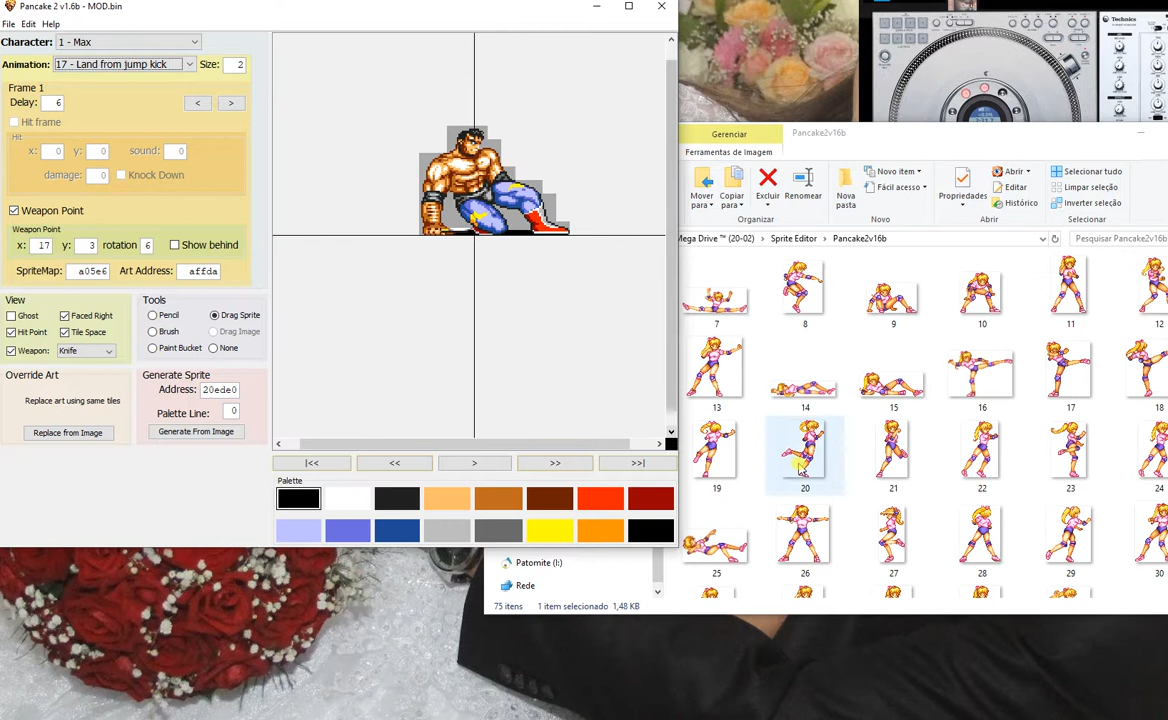 Pancake 2 v1.6b - MOD.bin
File Edit Help
Character: 1 - Max
Animation: 17 - Land from jump kick Size: 2
Frame 1
Delay: 6 < >
Hit frame
Hit
x: 0 y: 0 sound: 0
damage: 0 Knock Down
Weapon Point
Weapon Point
x: 17 y: 3 rotation 6 Show behind
SpriteMap: a05e6 Art Address: affda
View
Ghost Faced Right
Hit Point Tile Space
Weapon: Knife
Tools
Pencil Drag Sprite
Brush Drag Image
Paint Bucket None
Override Art
Replace art using same tiles
Replace from Image
Generate Sprite
Address: 20ede0
Palette Line: 0
Generate From Image
|<< << > >> >>|
Palette
Technics
Gerenciar Pancake2v16b
Ferramentas de Imagem
Mover para Copiar para Excluir Renomear
Organizar
Nova pasta
Novo item
Fácil acesso
Novo
Propriedades
Abrir
Editar
Histórico
Abrir
Selecionar tudo
Limpar seleção
Inverter seleção
Selecionar
Mega Drive ™ (20-02) Sprite Editor Pancake2v16b Pesquisar Pancake2v16b
7 8 9 10 11 12
13 14 15 16 17 18
19 20 21 22 23 24
25 26 27 28 29 30
Patomite (I:)
Rede
75 itens 1 item selecionado 1,48 KB